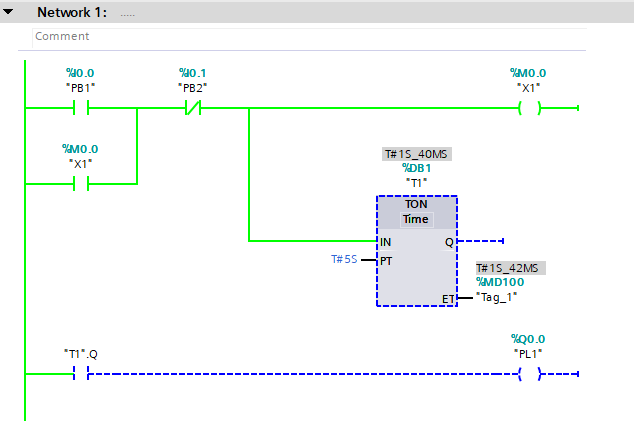 Network 1: .....
Comment
%I0.0
"PB1"
%I0.1
"PB2"
%M0.0
"X1"
%M0.0
"X1"
T#1S_40MS
%DB1
"T1"
TON
Time
IN
Q
T#5S
PT
T#1S_42MS
%MD100
ET
"Tag_1"
"T1".Q
%Q0.0
"PL1"